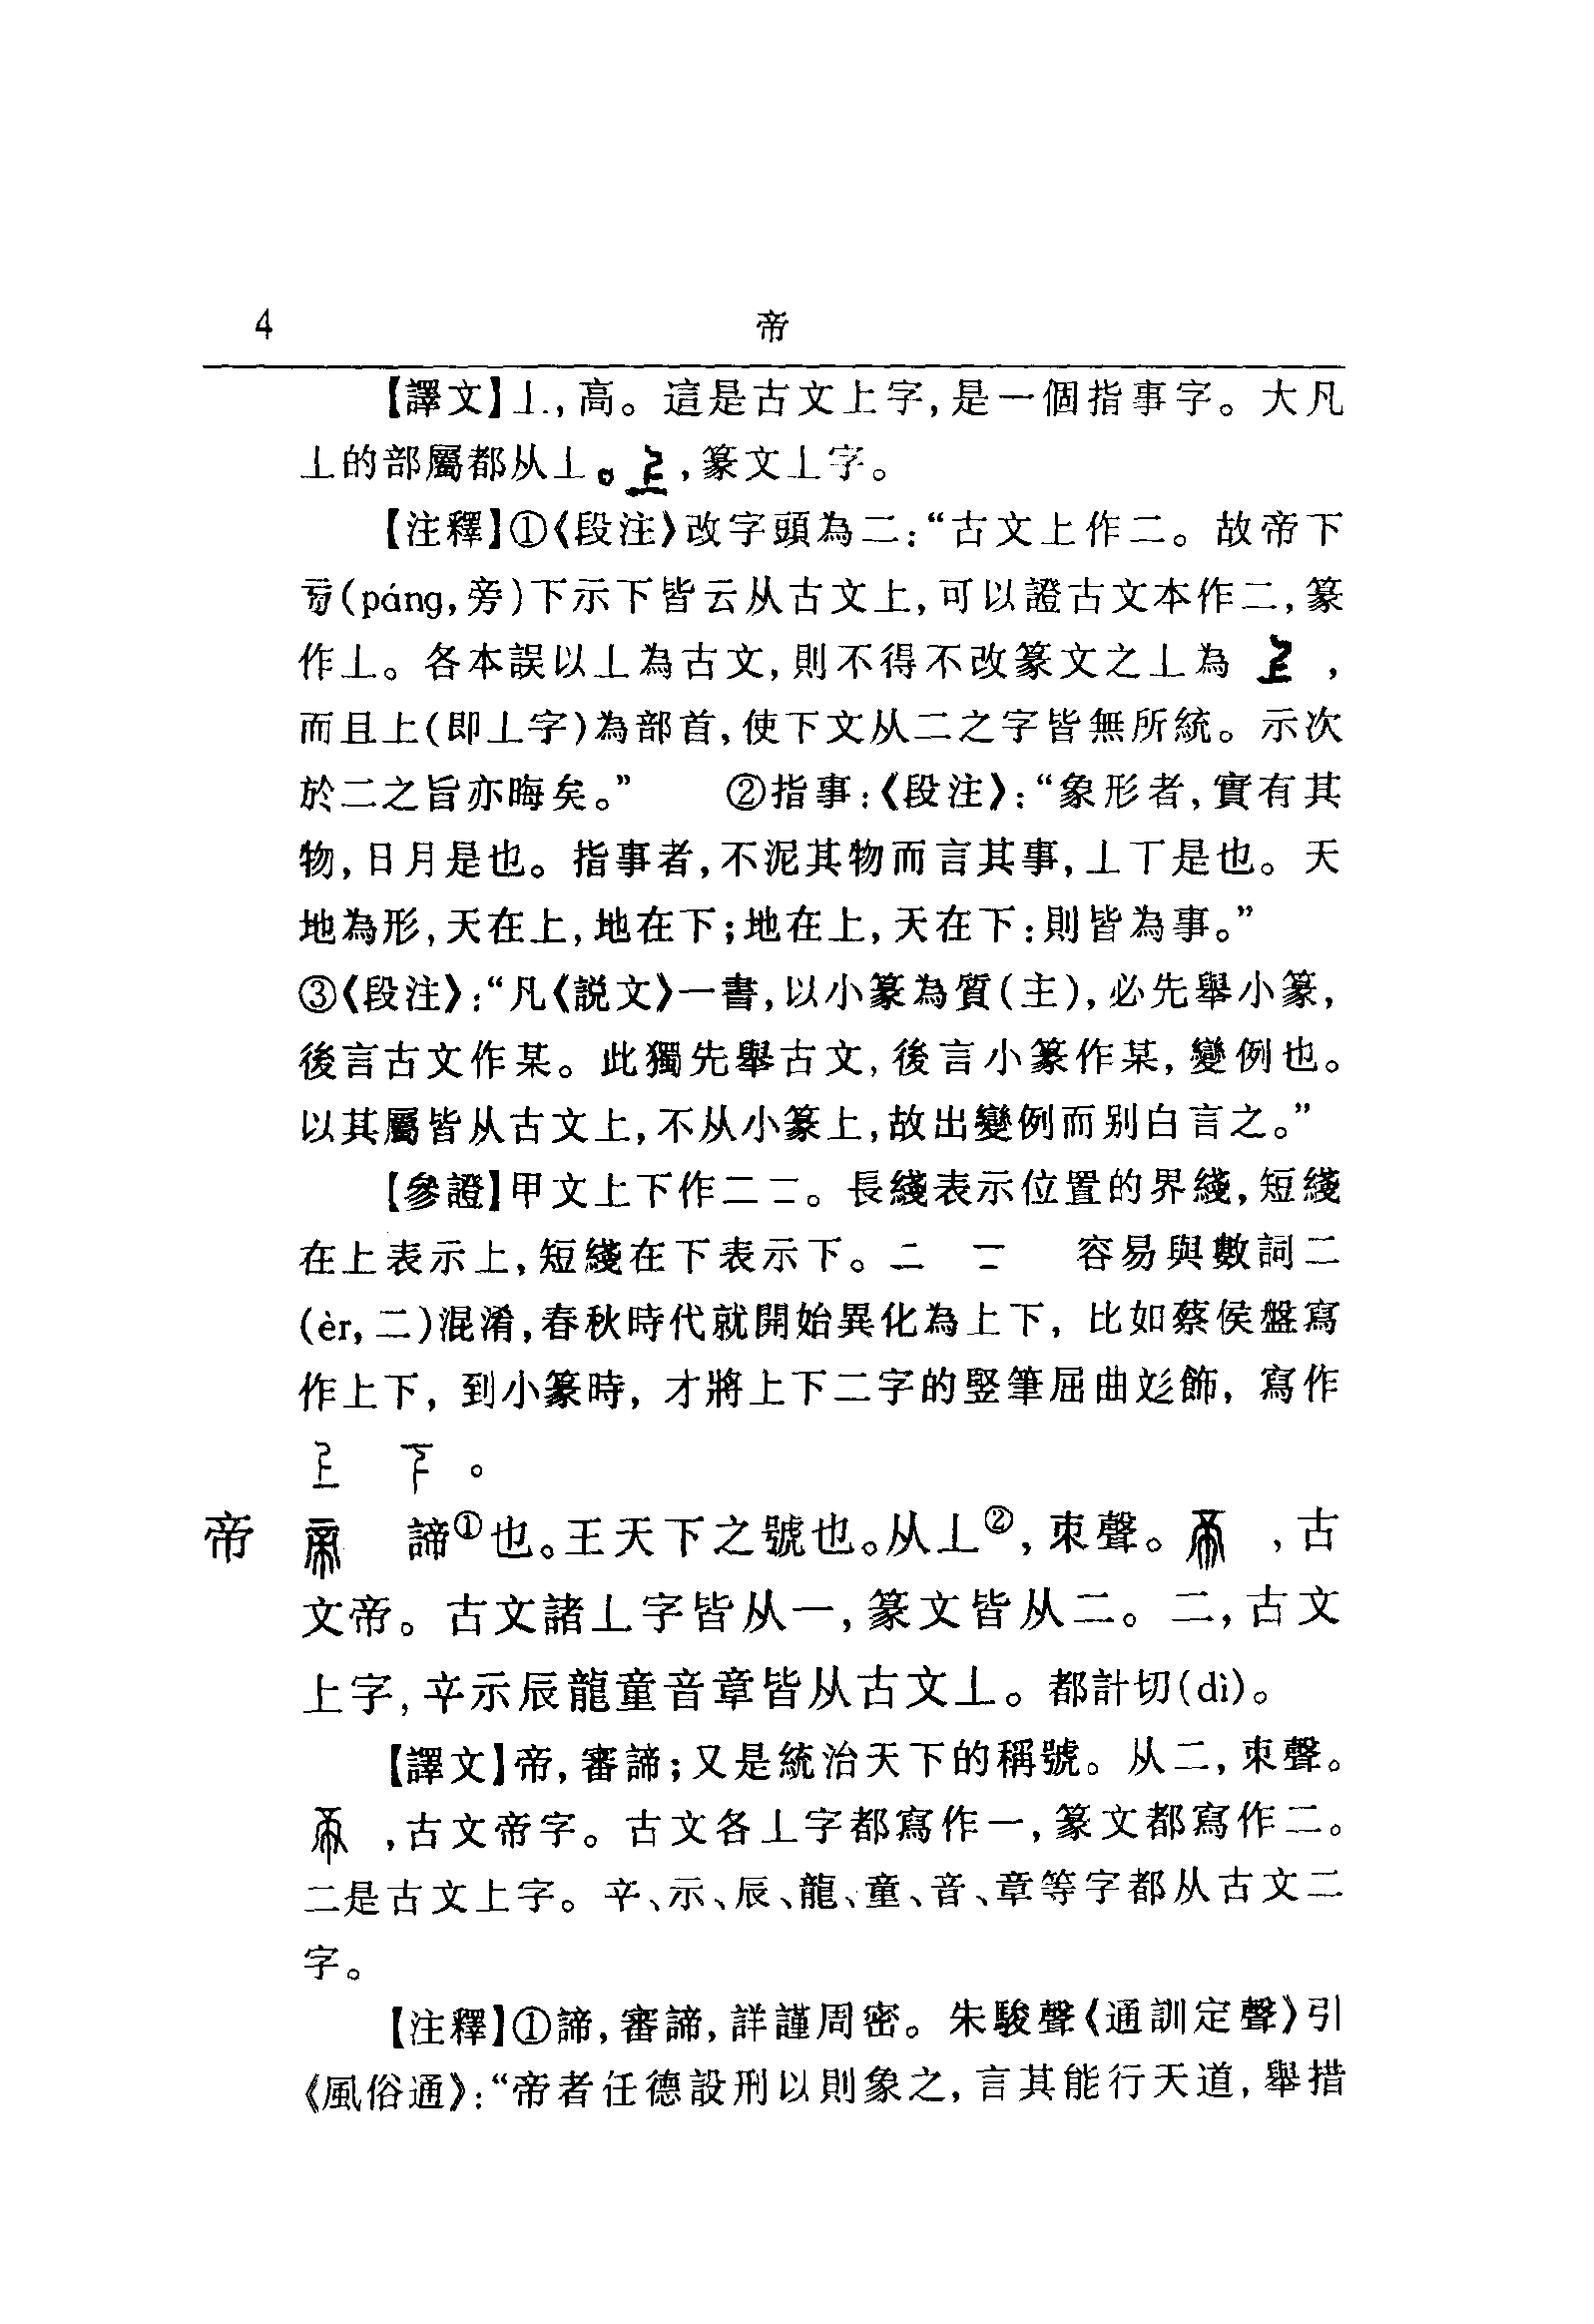 4 帝
【譯文】丄,高。這是古文上字,是一個指事字。大凡
丄的部屬都从丄。,篆文丄字。
【注釋】①《段注》改字頭為二:“古文上作二。故帝下
(páng,旁)下示下皆云从古文上,可以證古文本作二,篆
作丄。各本誤以丄為古文,則不得不改篆文之丄為 ,
而且上(即丄字)為部首,使下文从二之字皆無所統。示次
於二之旨亦晦矣。” ②指事:《段注》:“象形者,實有其
物,日月是也。指事者,不泥其物而言其事,丄丅是也。天
地為形,天在上,地在下;地在上,天在下:則皆為事。”
③《段注》:“凡《説文》一書,以小篆為質(主),必先舉小篆,
後言古文作某。此獨先舉古文,後言小篆作某,變例也。
以其屬皆从古文上,不从小篆上,故出變例而别白言之。”
【參證】甲文上下作二二。長綫表示位置的界綫,短綫
在上表示上,短綫在下表示下。二 二 容易與數詞二
(èr,二)混淆,春秋時代就開始異化為上下, 比如蔡侯盤寫
作上下, 到小篆時, 才將上下二字的竪筆屈曲彣飾, 寫作
。
帝 諦①也。王天下之號也。从丄②,朿聲。 ,古
文帝。古文諸丄字皆从一,篆文皆从二。二,古文
上字,䇂示辰龍童音章皆从古文丄。都計切(dì)。
【譯文】帝,審諦;又是統治天下的稱號。从二,朿聲。
,古文帝字。古文各丄字都寫作一,篆文都寫作二。
二是古文上字。䇂、示、辰、龍、童、音、章等字都从古文二
字。
【注釋】①諦,審諦,詳謹周密。朱駿聲《通訓定聲》引
《風俗通》:“帝者任德設刑以則象之,言其能行天道,舉措